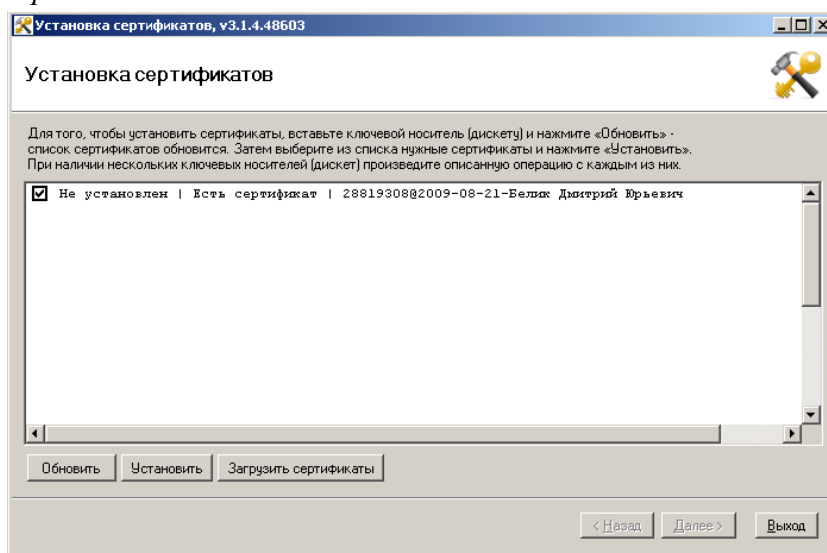 Установка сертификатов, v3.1.4.48603
Установка сертификатов
Для того, чтобы установить сертификаты, вставьте ключевой носитель (дискету) и нажмите «Обновить» -
список сертификатов обновится. Затем выберите из списка нужные сертификаты и нажмите «Установить».
При наличии нескольких ключевых носителей (дискет) произведите описанную операцию с каждым из них.
Не установлен | Есть сертификат | 28819308@2009-08-21-Белик Дмитрий Юрьевич
Обновить Установить Загрузить сертификаты
< Назад Далее > Выход